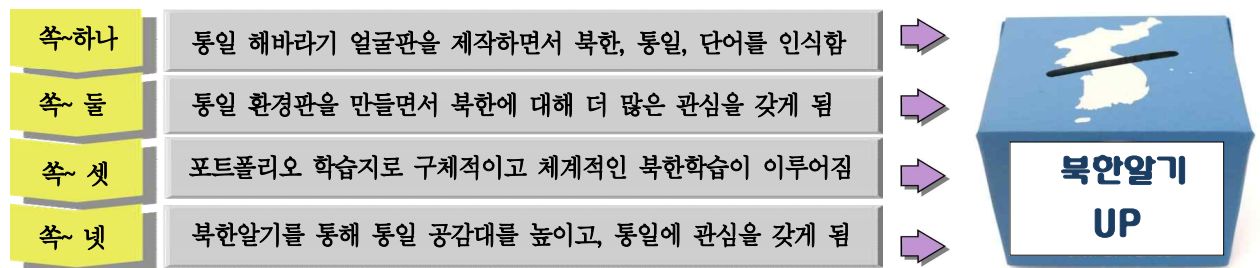 쏙~하나
통일 해바라기 얼굴판을 제작하면서 북한, 통일, 단어를 인식함
쏙~ 둘
통일 환경판을 만들면서 북한에 대해 더 많은 관심을 갖게 됨
쏙~ 셋
포트폴리오 학습지로 구체적이고 체계적인 북한학습이 이루어짐
쏙~ 넷
북한알기를 통해 통일 공감대를 높이고, 통일에 관심을 갖게 됨
북한알기
UP